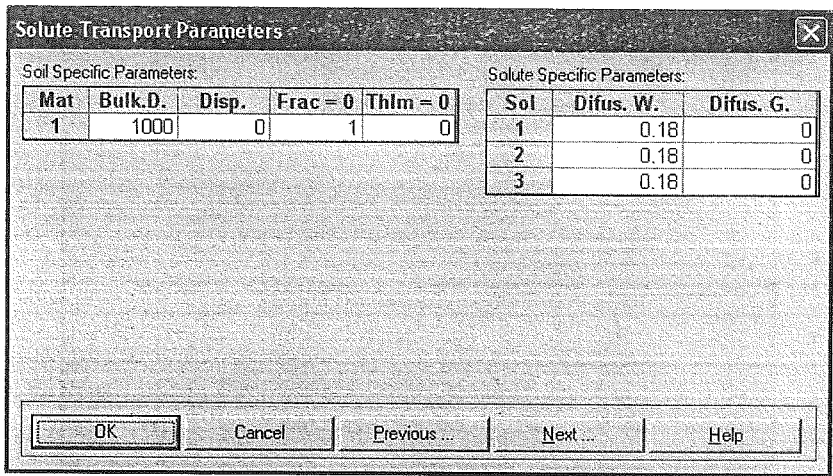 Solute Transport Parameters
Soil Specific Parameters:
Mat Bulk.D. Disp. Frac = 0 ThIm = 0
1 1000 0 1 0
Solute Specific Parameters:
Sol Difus. W. Difus. G.
1 0.18 0
2 0.18 0
3 0.18 0
OK Cancel Previous ... Next ... Help